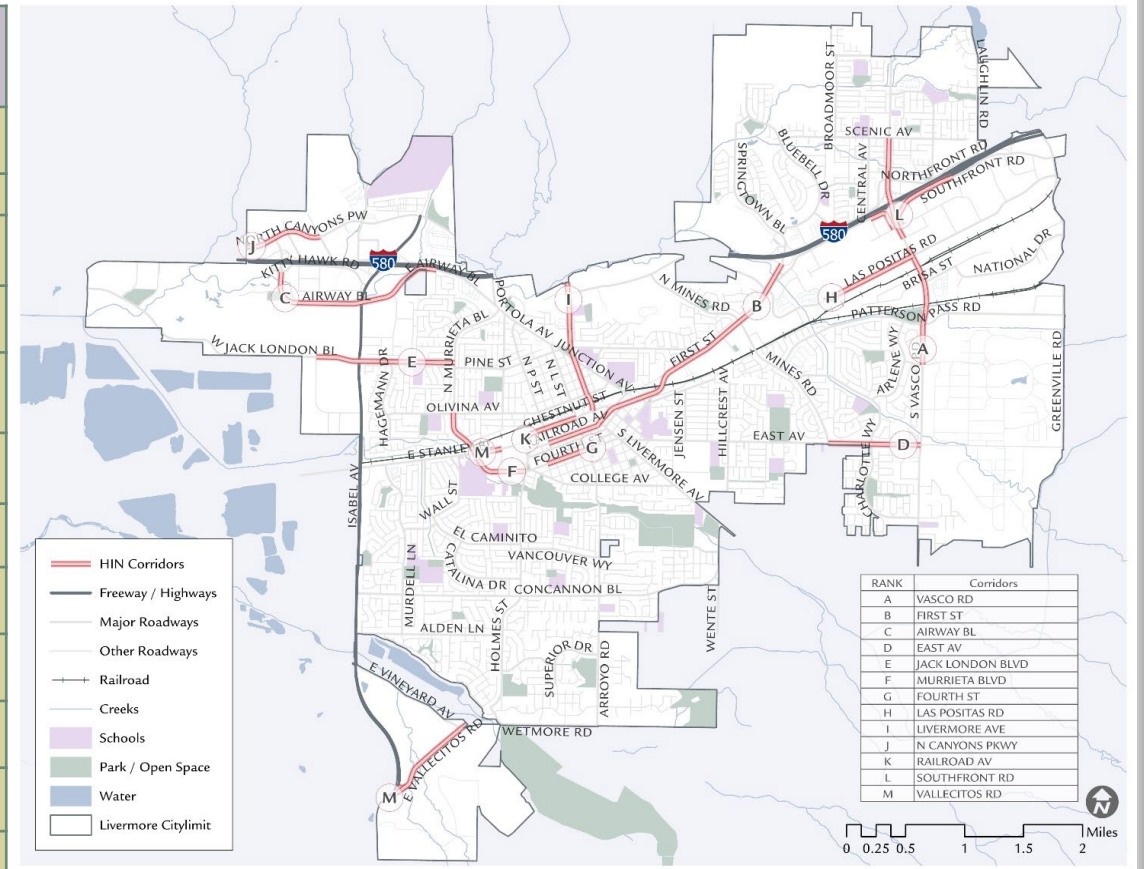 LAUGHLIN RD
BROADMOOR ST
SCENIC AV
BLUEBELL DR
CENTRAL AV
SPRINGTOWN BL
NORTHFRONT RD
SOUTHFRONT RD
L
580
NORTH CANYONS PW
J
KITTY HAWK RD
580
E AIRWAY BL
C
AIRWAY BL
LAS POSITAS RD
BRISA ST
NATIONAL DR
H
PATTERSON PASS RD
N MINES RD
B
I
PORTOLA AV
N MURRIETA BL
W JACK LONDON BL
E
PINE ST
JUNCTION AV
FIRST ST
MINES RD
ARLENE WY
A
S VASCO RD
GREENVILLE RD
HAGEMANN DR
N P ST
N L ST
OLIVINA AV
CHESTNUT ST
RAILROAD AV
K
JENSEN ST
HILLCREST AV
EAST AV
D
E STANLEY
M
FOURTH ST
G
F
S LIVERMORE AV
CHARLOTTE WY
COLLEGE AV
ISABEL AV
WALL ST
EL CAMINITO
VANCOUVER WY
CATALINA DR
CONCANNON BL
MURDELL LN
ALDEN LN
HOLMES ST
SUPERIOR DR
ARROYO RD
WENTE ST
E VINEYARD AV
WETMORE RD
E VALLECITOS RD
M
HIN Corridors
Freeway / Highways
Major Roadways
Other Roadways
Railroad
Creeks
Schools
Park / Open Space
Water
Livermore Citylimit
RANK Corridors
A VASCO RD
B FIRST ST
C AIRWAY BL
D EAST AV
E JACK LONDON BLVD
F MURRIETA BLVD
G FOURTH ST
H LAS POSITAS RD
I LIVERMORE AVE
J N CANYONS PKWY
K RAILROAD AV
L SOUTHFRONT RD
M VALLECITOS RD
N
Miles
0 0.25 0.5 1 1.5 2